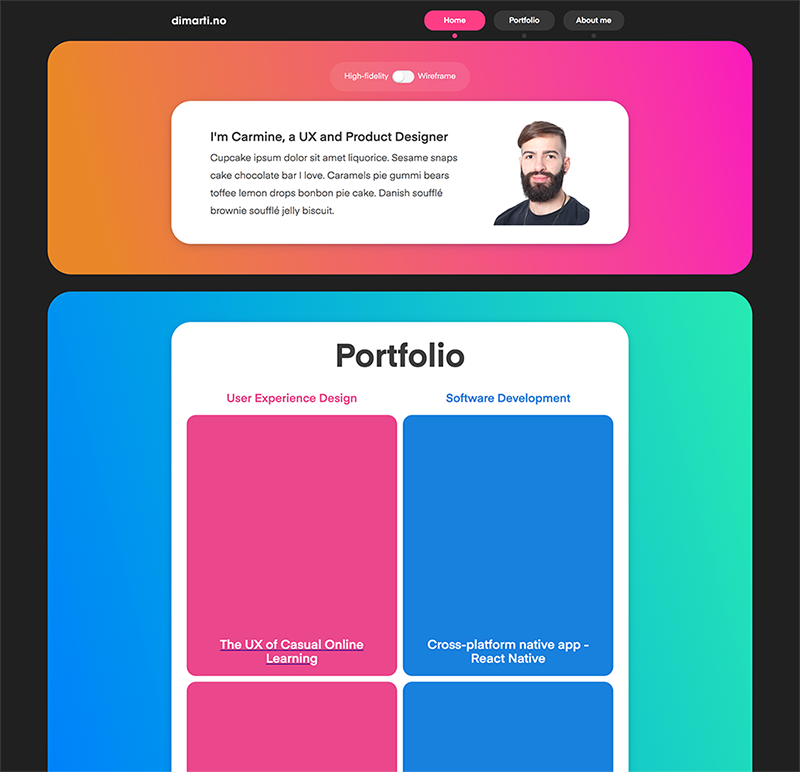 dimarti.no
Home
Portfolio
About me
High-fidelity
Wireframe
I'm Carmine, a UX and Product Designer
Cupcake ipsum dolor sit amet liquorice. Sesame snaps
cake chocolate bar I love. Caramels pie gummi bears
toffee lemon drops bonbon pie cake. Danish soufflé
brownie soufflé jelly biscuit.
Portfolio
User Experience Design
Software Development
The UX of Casual Online
Learning
Cross-platform native app -
React Native